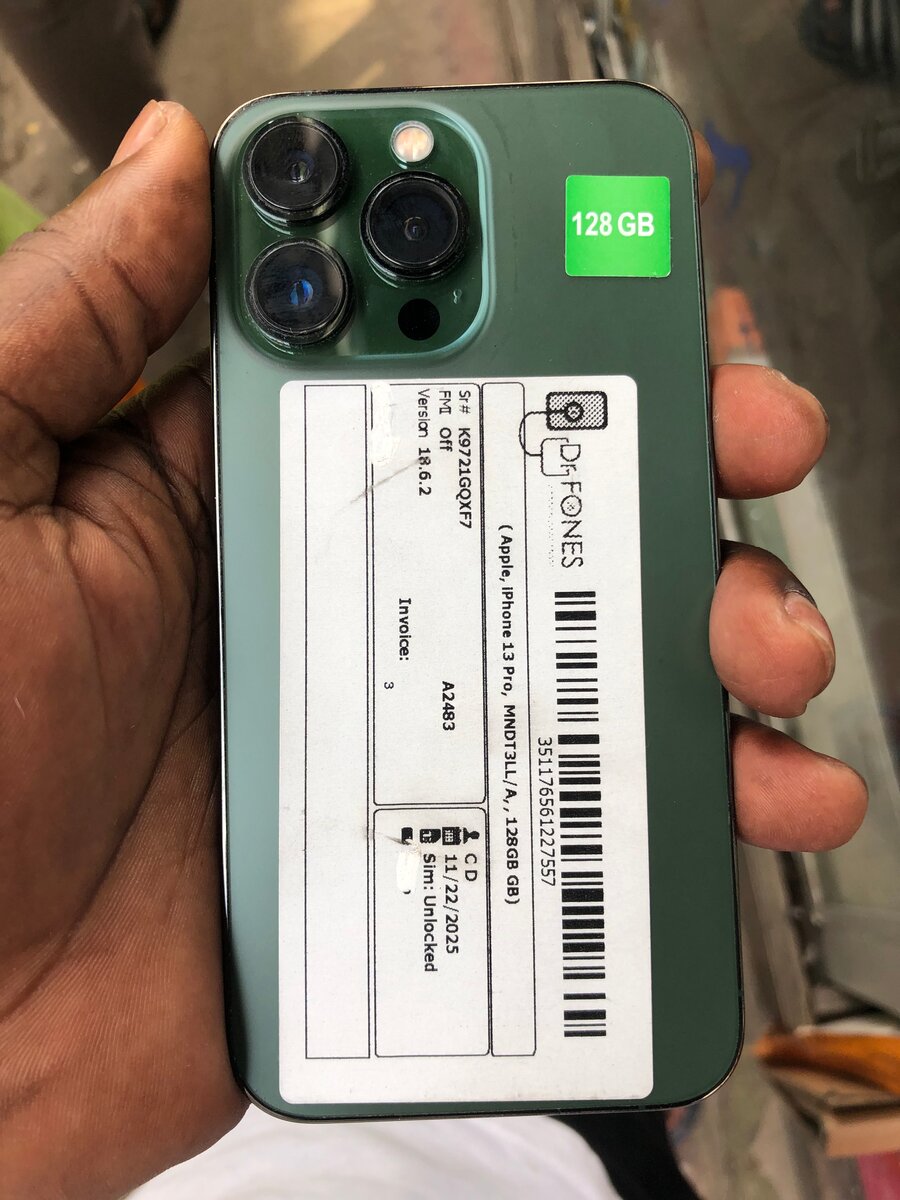 128 GB
Dr.FONES
351176561227557
( Apple, iPhone 13 Pro, MNDT3LL/A,, 128GB GB)
Sr# K9721GQXF7
FMI Off
Version 18.6.2
A2483
Invoice:
3
C D
11/22/2025
Sim: Unlocked